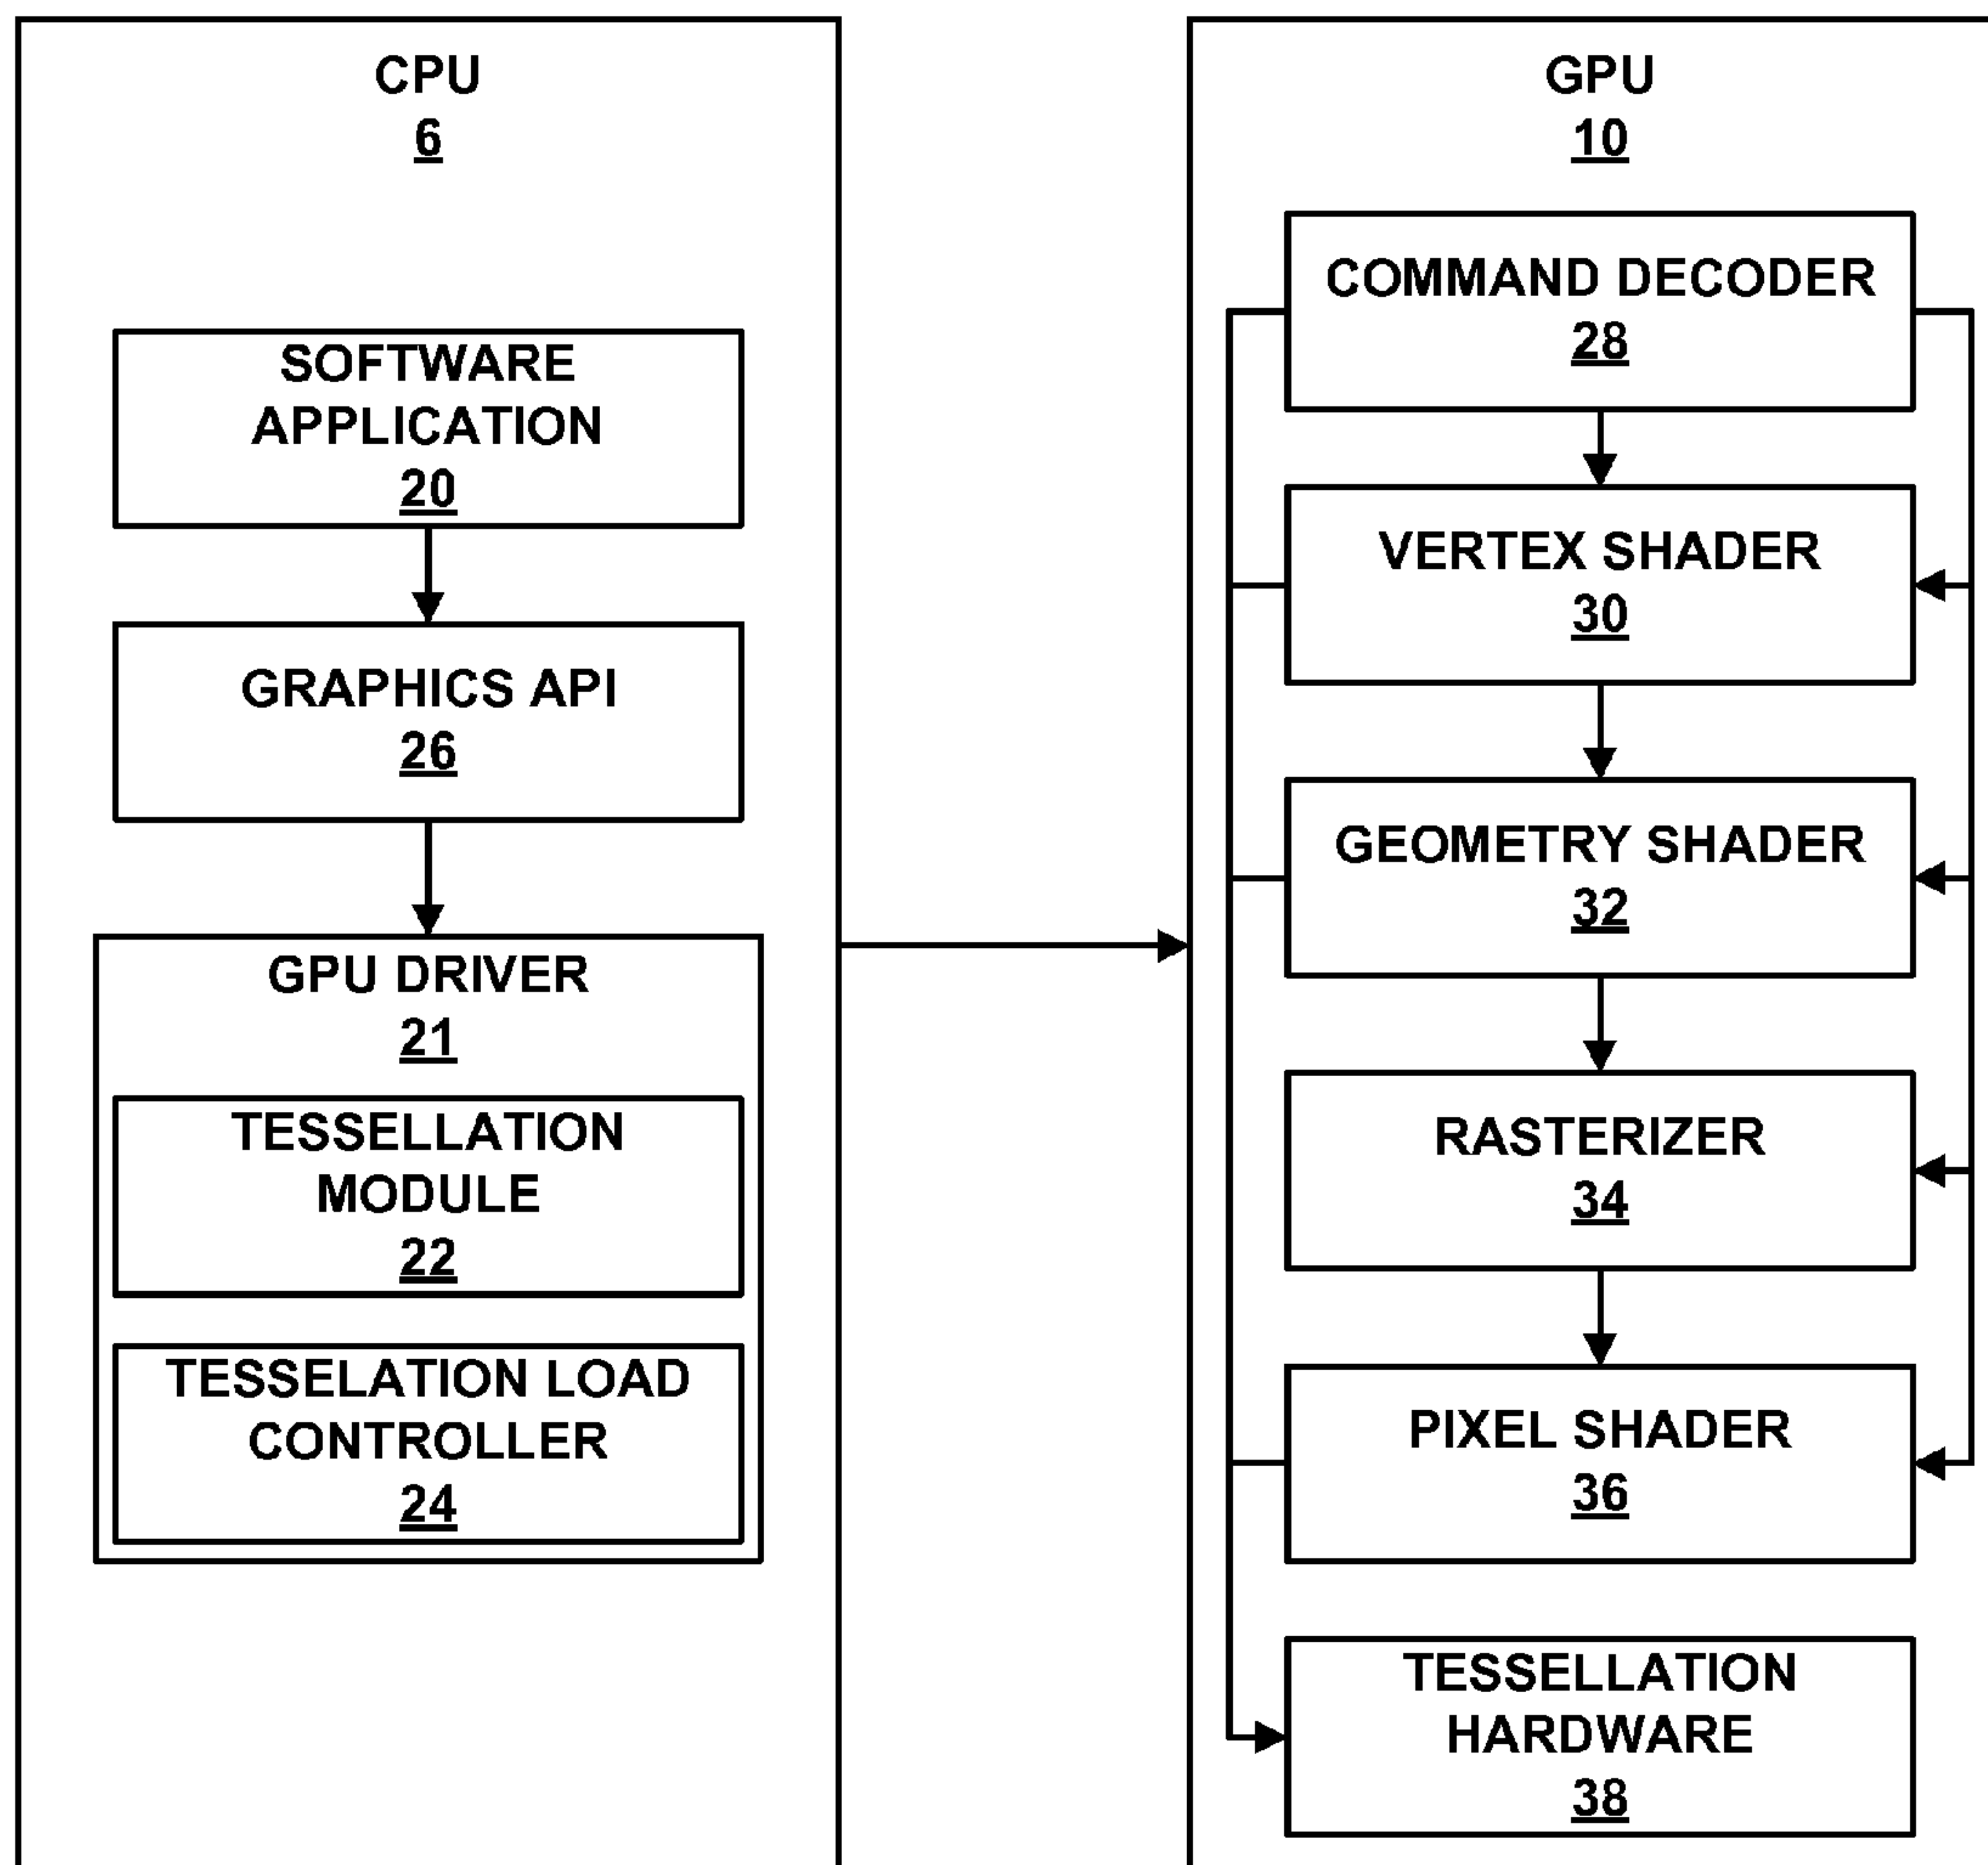 CPU
6
SOFTWARE
APPLICATION
20
GRAPHICS API
26
GPU DRIVER
21
TESSELLATION
MODULE
22
TESSELATION LOAD
CONTROLLER
24
GPU
10
COMMAND DECODER
28
VERTEX SHADER
30
GEOMETRY SHADER
32
RASTERIZER
34
PIXEL SHADER
36
TESSELLATION
HARDWARE
38